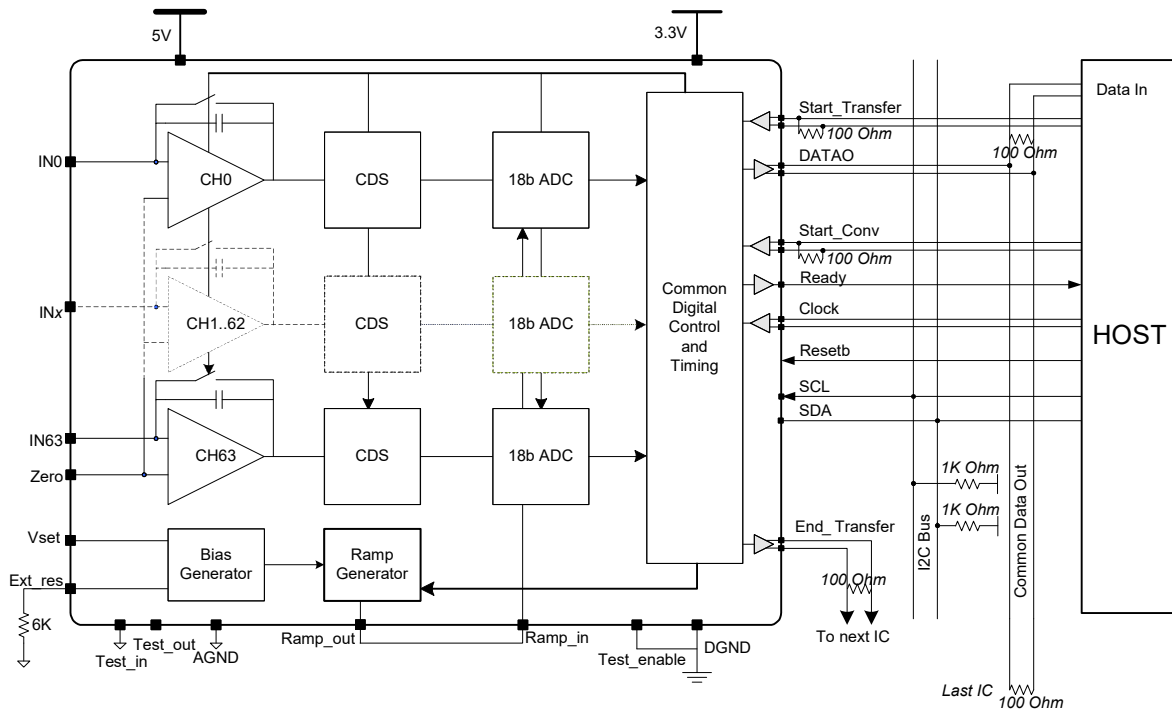 5V
3.3V
Data In
Start_Transfer
100 Ohm
100 Ohm
DATAO
IN0
CH0
CDS
18b ADC
Start_Conv
100 Ohm
Ready
INx
CH1..62
CDS
18b ADC
Common
Digital
Control
and
Timing
Clock
HOST
Resetb
SCL
SDA
IN63
CH63
CDS
18b ADC
Zero
1K Ohm
1K Ohm
I2C Bus
Common Data Out
Vset
Bias
Generator
Ramp
Generator
End_Transfer
Ext_res
100 Ohm
6K
To next IC
Test_in
Test_out
AGND
Ramp_out
Ramp_in
Test_enable
DGND
Last IC
100 Ohm